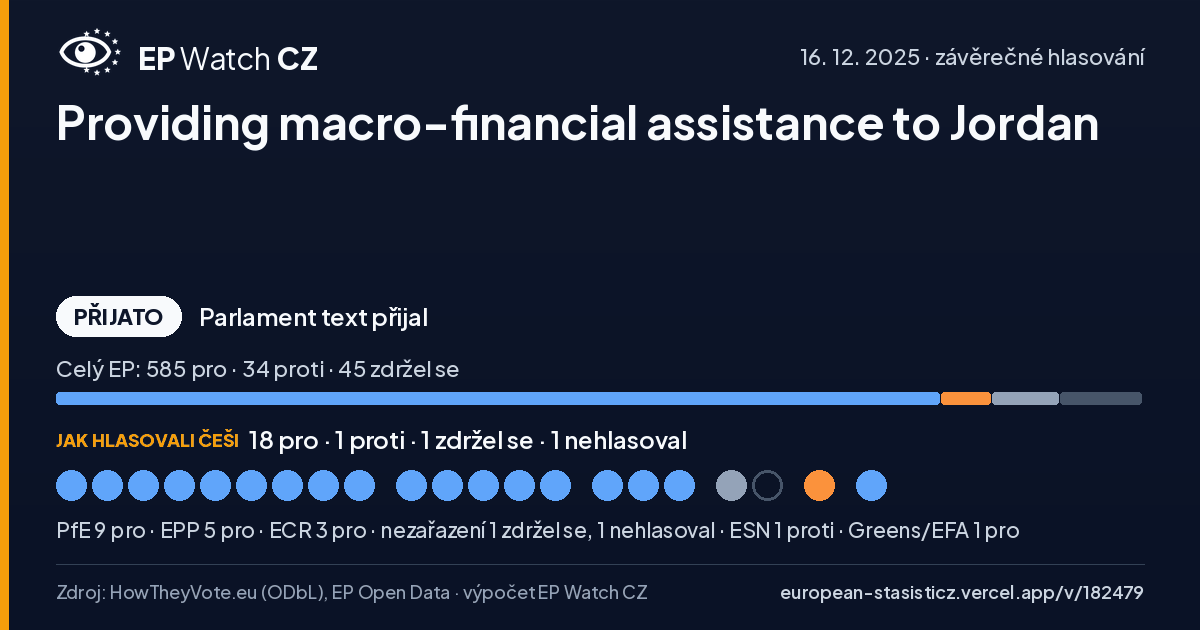 EP Watch CZ
16. 12. 2025 · závěrečné hlasování
Providing macro-financial assistance to Jordan
PŘIJATO Parlament text přijal
Celý EP: 585 pro · 34 proti · 45 zdržel se
JAK HLASOVALI ČEŠI 18 pro · 1 proti · 1 zdržel se · 1 nehlasoval
PfE 9 pro · EPP 5 pro · ECR 3 pro · nezařazení 1 zdržel se, 1 nehlasoval · ESN 1 proti · Greens/EFA 1 pro
Zdroj: HowTheyVote.eu (ODbL), EP Open Data · výpočet EP Watch CZ
european-stasisticz.vercel.app/v/182479